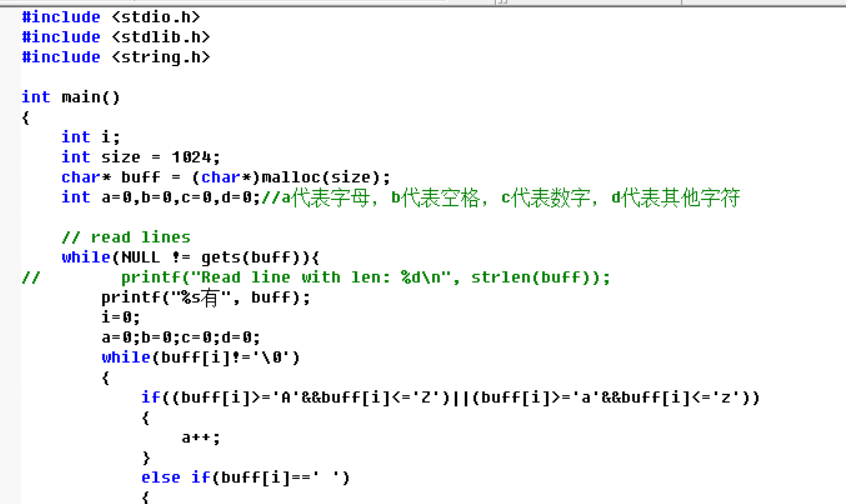 #include <stdio.h>
#include <stdlib.h>
#include <string.h>
int main()
{
    int i;
    int size = 1024;
    char* buff = (char*)malloc(size);
    int a=0,b=0,c=0,d=0;//a代表字母，b代表空格，c代表数字，d代表其他字符
    // read lines
    while(NULL != gets(buff)){
//        printf("Read line with len: %d\n", strlen(buff));
        printf("%s有", buff);
        i=0;
        a=0;b=0;c=0;d=0;
        while(buff[i]!='\0')
        {
            if((buff[i]>='A'&&buff[i]<='Z')||(buff[i]>='a'&&buff[i]<='z'))
            {
                a++;
            }
            else if(buff[i]==' ')
            {